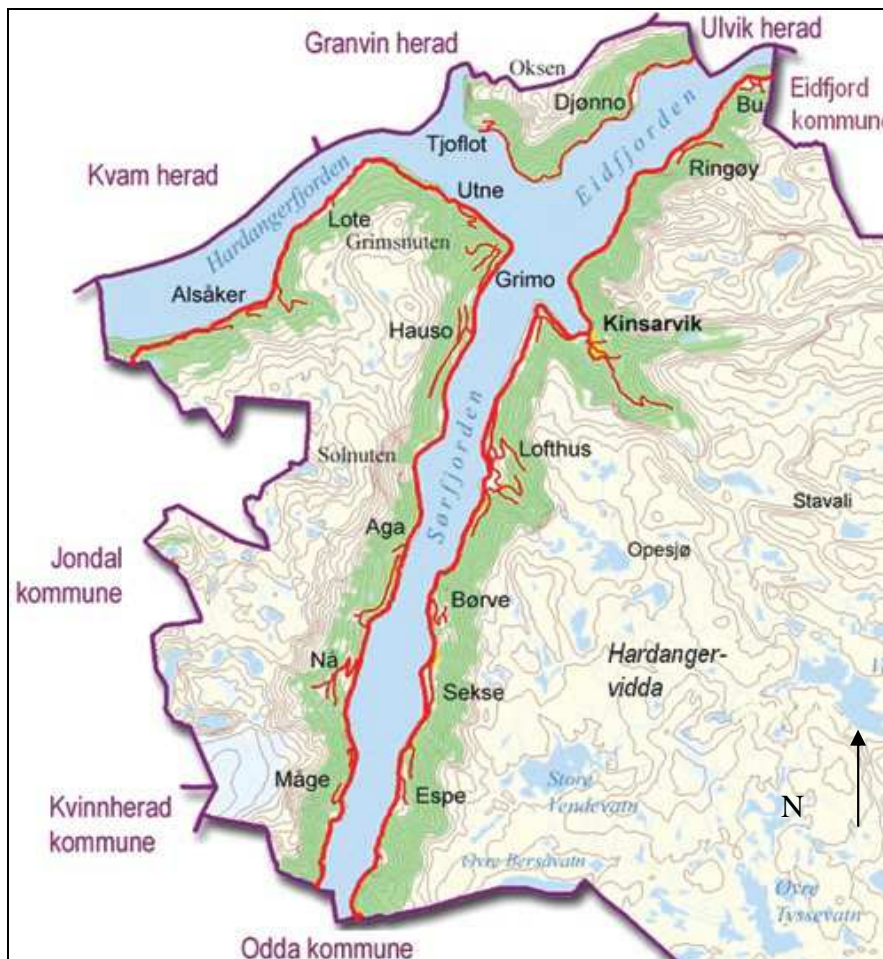 Granvin herad
Ulvik herad
Oksen
Djønno
Eidfjord
kommune
Bu
Tjoflot
Eidfjorden
Ringøy
Kvam herad
Utne
Hardangerfjorden
Lote
Grimsnuten
Grimo
Alsåker
Hauso
Kinsarvik
Sørfjorden
Lofthus
Solnuten
Stavali
Aga
Opesjø
Jondal
kommune
Børve
Hardanger-
vidda
Nå
Sekse
Måge
Espe
Storg
Vendevatn
N
Kvinnherad
kommune
Øvre Bersåvatn
Øvre
Tyssevatn
Odda kommune